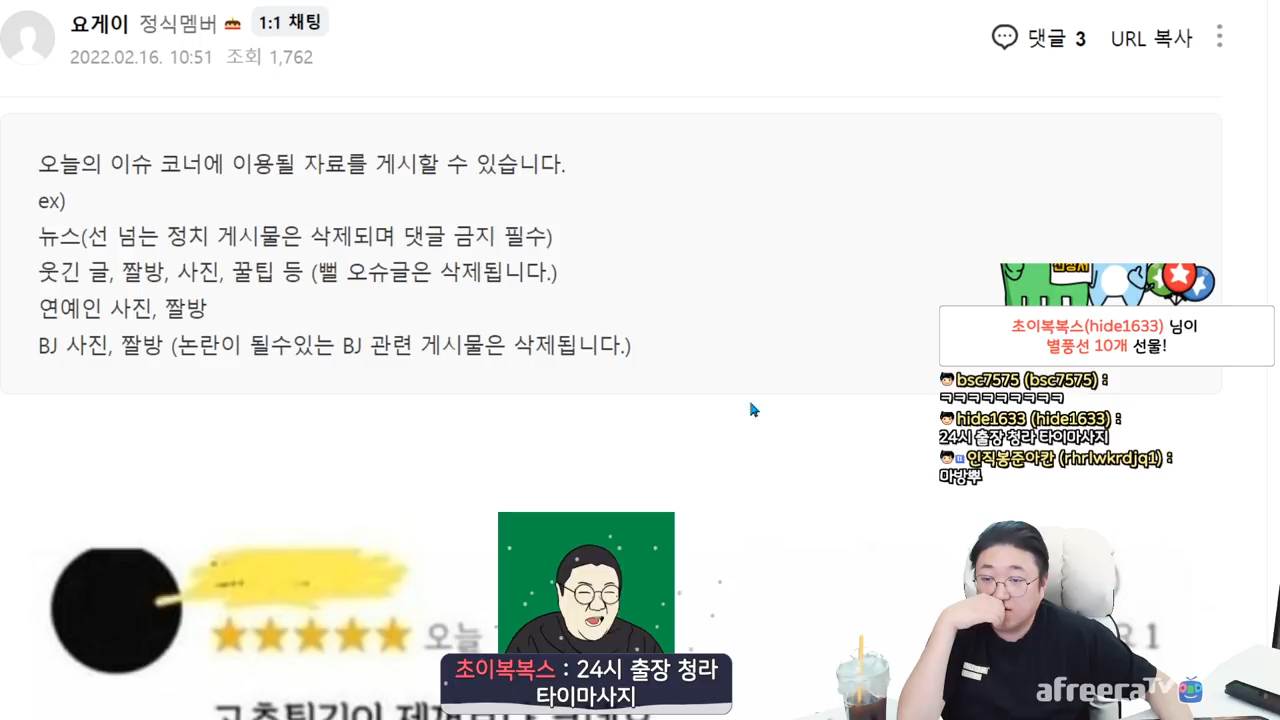 요게이 정식멤버 1:1 채팅
2022.02.16. 10:51 조회 1,762
댓글 3 URL 복사
오늘의 이슈 코너에 이용될 자료를 게시할 수 있습니다.
ex)
뉴스(선 넘는 정치 게시물은 삭제되며 댓글 금지 필수)
웃긴 글, 짤방, 사진, 꿀팁 등 (뻘 오슈글은 삭제됩니다.)
연예인 사진, 짤방
BJ 사진, 짤방 (논란이 될수있는 BJ 관련 게시물은 삭제됩니다.)
초이복복스(hide1633) 님이
별풍선 10개 선물!
bsc7575 (bsc7575) :
ㅋㅋㅋㅋㅋㅋㅋㅋㅋ
hide1633 (hide1633) :
24시 출장 청라 타이마사지
인직봉준아칸 (rhrlwkrdjq1) :
마방뿌
오늘
초이복복스 : 24시 출장 청라
타이마사지
afreecaTV